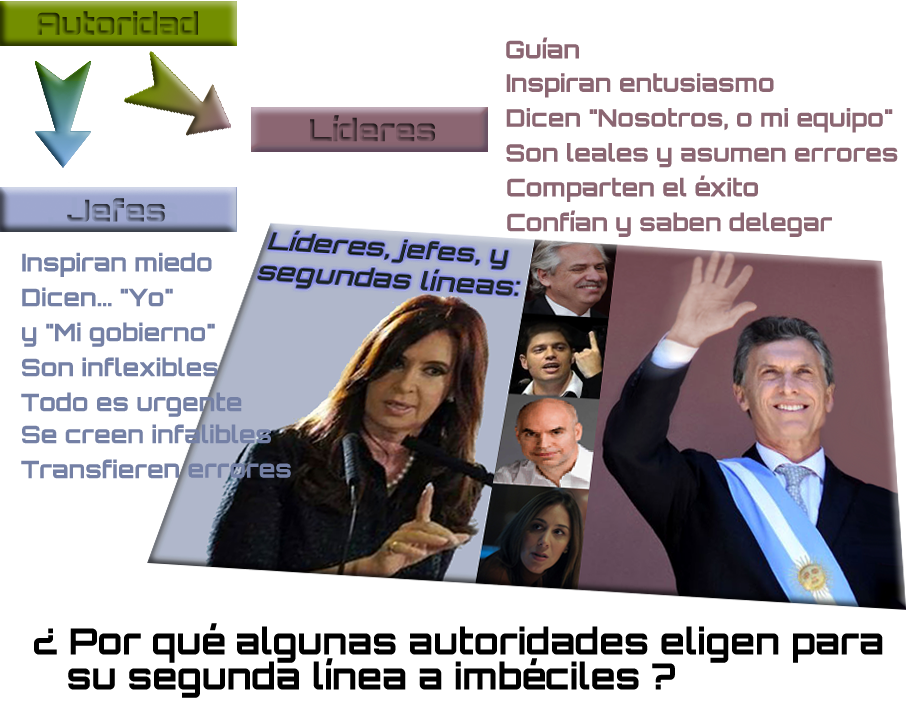 Autoridad
Líderes
Guían
Inspiran entusiasmo
Dicen "Nosotros, o mi equipo"
Son leales y asumen errores
Comparten el éxito
Confían y saben delegar
Jefes
Inspiran miedo
Dicen... "Yo"
y "Mi gobierno"
Son inflexibles
Todo es urgente
Se creen infalibles
Transfieren errores
Líderes, jefes, y
segundas líneas:
¿ Por qué algunas autoridades eligen para
su segunda línea a imbéciles ?